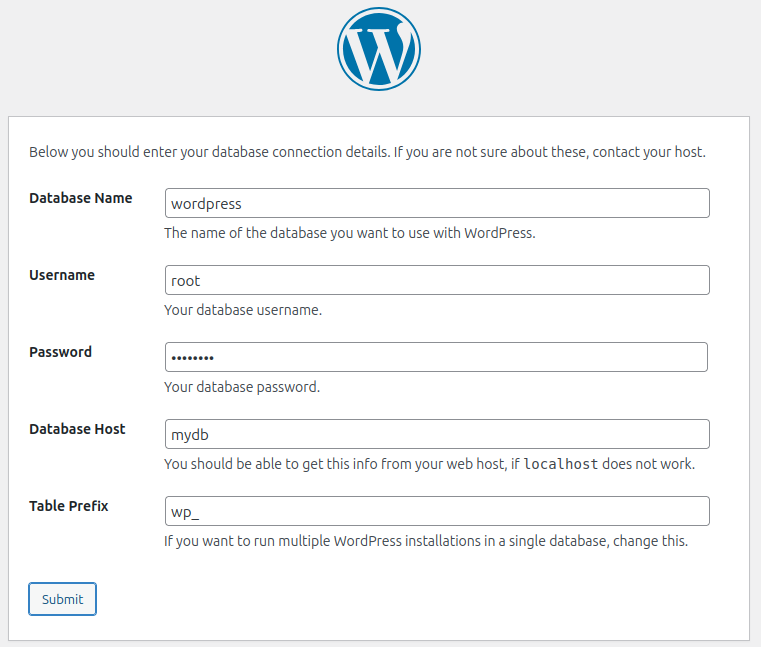 W
Below you should enter your database connection details. If you are not sure about these, contact your host.
Database Name
wordpress
The name of the database you want to use with WordPress.
Username
root
Your database username.
Password
••••••••
Your database password.
Database Host
mydb
You should be able to get this info from your web host, if localhost does not work.
Table Prefix
wp_
If you want to run multiple WordPress installations in a single database, change this.
Submit